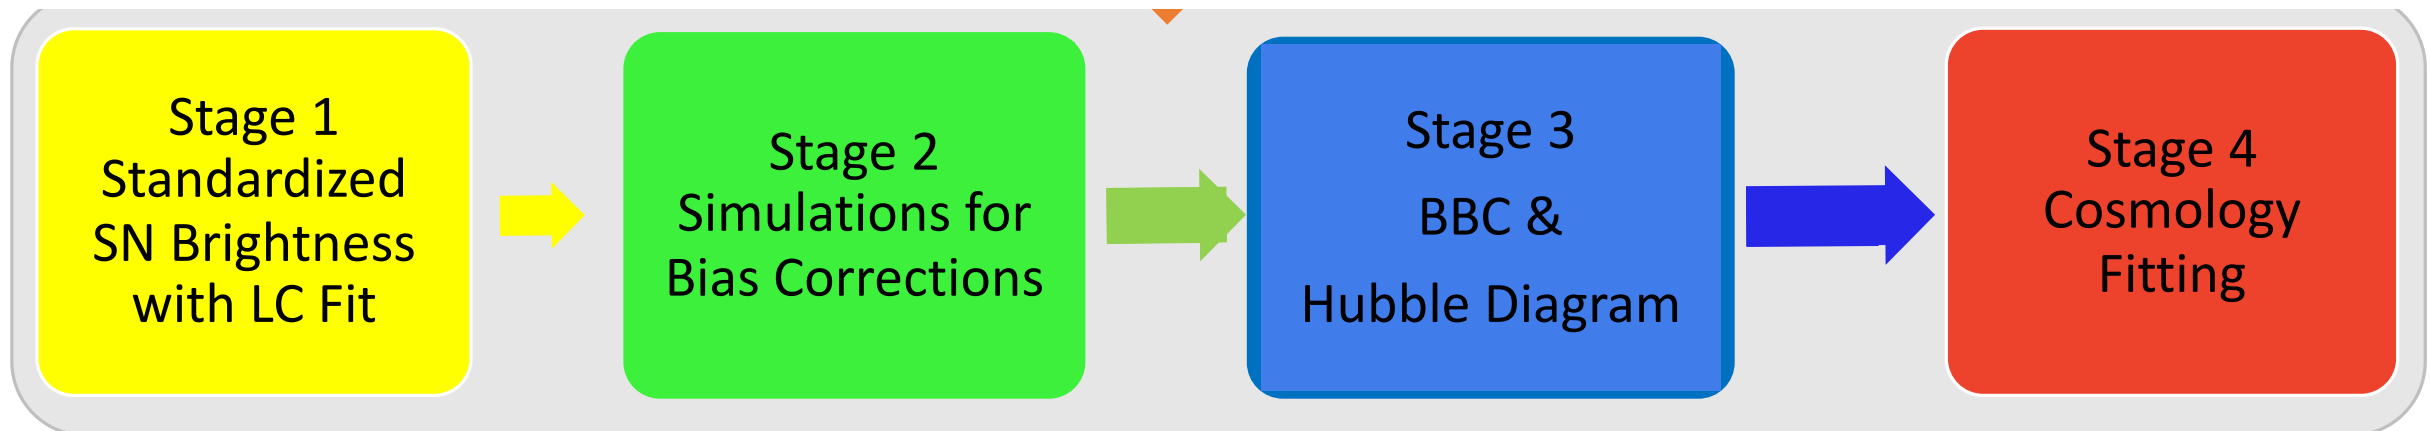 Stage 1
Standardized
SN Brightness
with LC Fit
Stage 2
Simulations for
Bias Corrections
Stage 3
BBC &
Hubble Diagram
Stage 4
Cosmology
Fitting